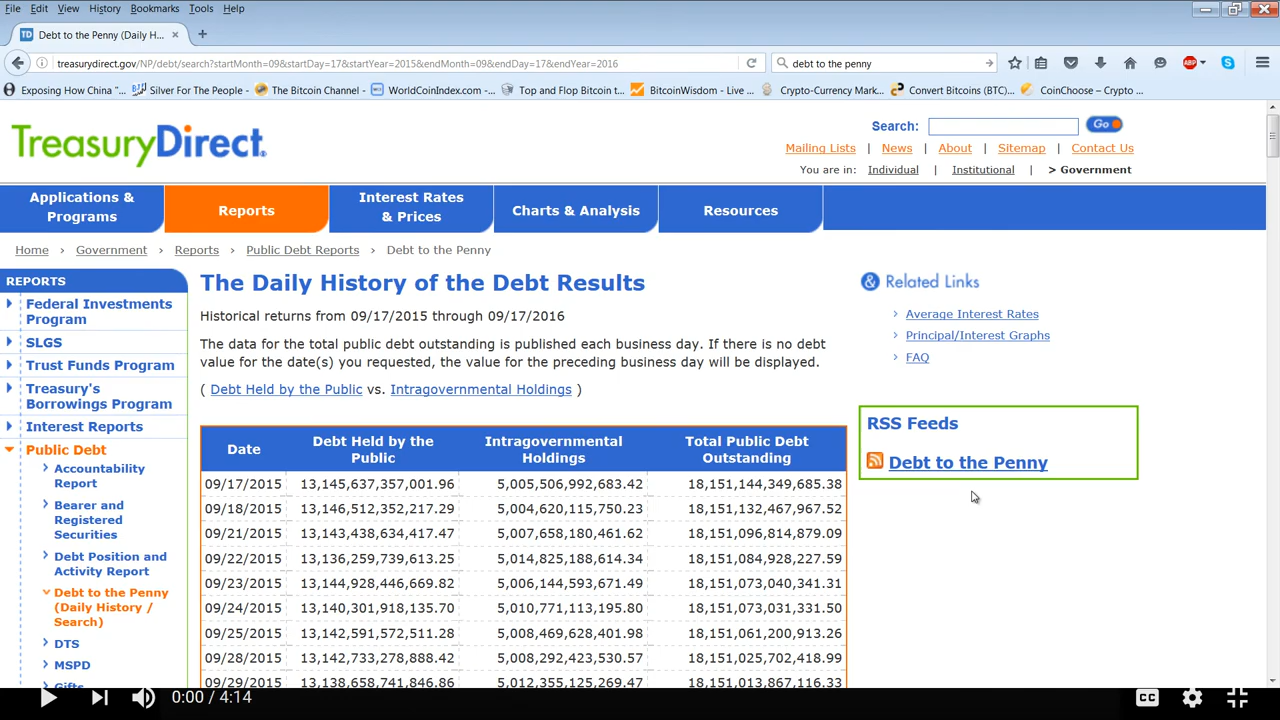 File Edit View History Bookmarks Tools Help
TD Debt to the Penny (Daily H... × +
treasurydirect.gov/NP/debt/search?startMonth=09&startDay=17&startYear=2015&endMonth=09&endDay=17&endYear=2016
debt to the penny
ABP
Exposing How China "... Silver For The People - ... The Bitcoin Channel - ... WorldCoinIndex.com -... Top and Flop Bitcoin t... BitcoinWisdom - Live ... Crypto-Currency Mark... Convert Bitcoins (BTC)... CoinChoose – Crypto ...
TreasuryDirect
Search: Go
Mailing Lists | News | About | Sitemap | Contact Us
You are in: Individual | Institutional | > Government
Applications & Programs
Reports
Interest Rates & Prices
Charts & Analysis
Resources
Home › Government › Reports › Public Debt Reports › Debt to the Penny
REPORTS
Federal Investments
Program
SLGS
Trust Funds Program
Treasury's
Borrowings Program
Interest Reports
Public Debt
Accountability
Report
Bearer and
Registered
Securities
Debt Position and
Activity Report
Debt to the Penny
(Daily History /
Search)
DTS
MSPD
Gifts
The Daily History of the Debt Results
Historical returns from 09/17/2015 through 09/17/2016
The data for the total public debt outstanding is published each business day. If there is no debt
value for the date(s) you requested, the value for the preceding business day will be displayed.
( Debt Held by the Public vs. Intragovernmental Holdings )
Date Debt Held by the Public Intragovernmental Holdings Total Public Debt Outstanding
09/17/2015 13,145,637,357,001.96 5,005,506,992,683.42 18,151,144,349,685.38
09/18/2015 13,146,512,352,217.29 5,004,620,115,750.23 18,151,132,467,967.52
09/21/2015 13,143,438,634,417.47 5,007,658,180,461.62 18,151,096,814,879.09
09/22/2015 13,136,259,739,613.25 5,014,825,188,614.34 18,151,084,928,227.59
09/23/2015 13,144,928,446,669.82 5,006,144,593,671.49 18,151,073,040,341.31
09/24/2015 13,140,301,918,135.70 5,010,771,113,195.80 18,151,073,031,331.50
09/25/2015 13,142,591,572,511.28 5,008,469,628,401.98 18,151,061,200,913.26
09/28/2015 13,142,733,278,888.42 5,008,292,423,530.57 18,151,025,702,418.99
09/29/2015 13,138,658,741,846.86 5,012,355,125,269.47 18,151,013,867,116.33
& Related Links
Average Interest Rates
Principal/Interest Graphs
FAQ
RSS Feeds
Debt to the Penny
0:00 / 4:14
CC